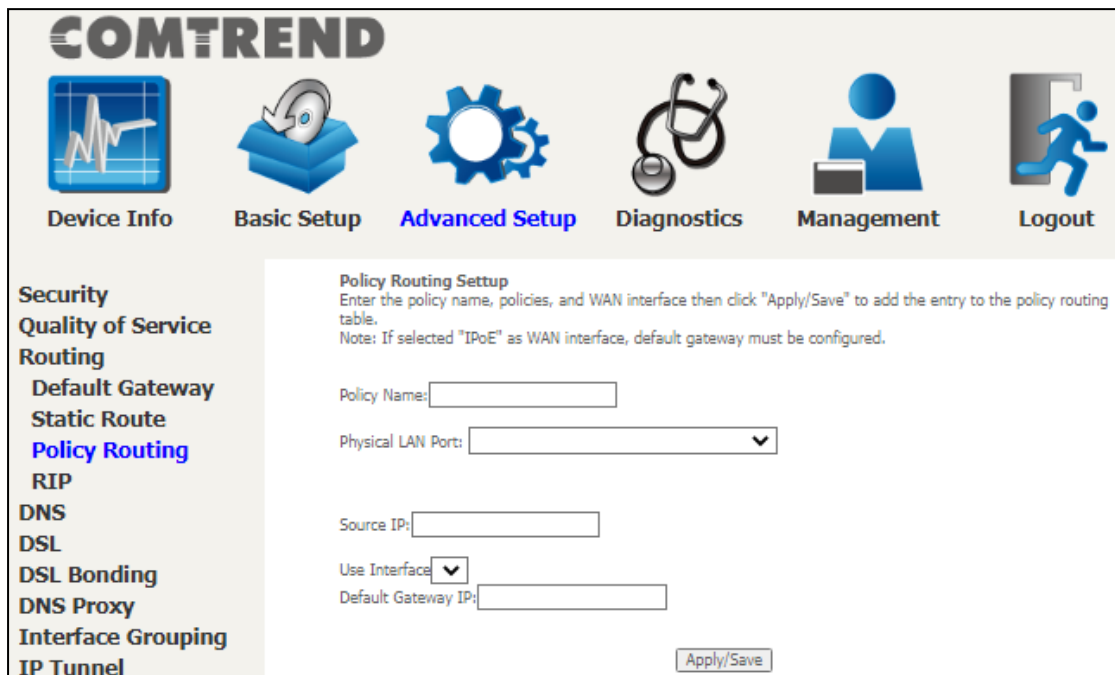 COMTREND
Device Info
Basic Setup
Advanced Setup
Diagnostics
Management
Logout
Security
Quality of Service
Routing
Default Gateway
Static Route
Policy Routing
RIP
DNS
DSL
DSL Bonding
DNS Proxy
Interface Grouping
IP Tunnel
Policy Routing Settup
Enter the policy name, policies, and WAN interface then click "Apply/Save" to add the entry to the policy routing
table.
Note: If selected "IPoE" as WAN interface, default gateway must be configured.
Policy Name:
Physical LAN Port:
Source IP:
Use Interface
Default Gateway IP:
Apply/Save